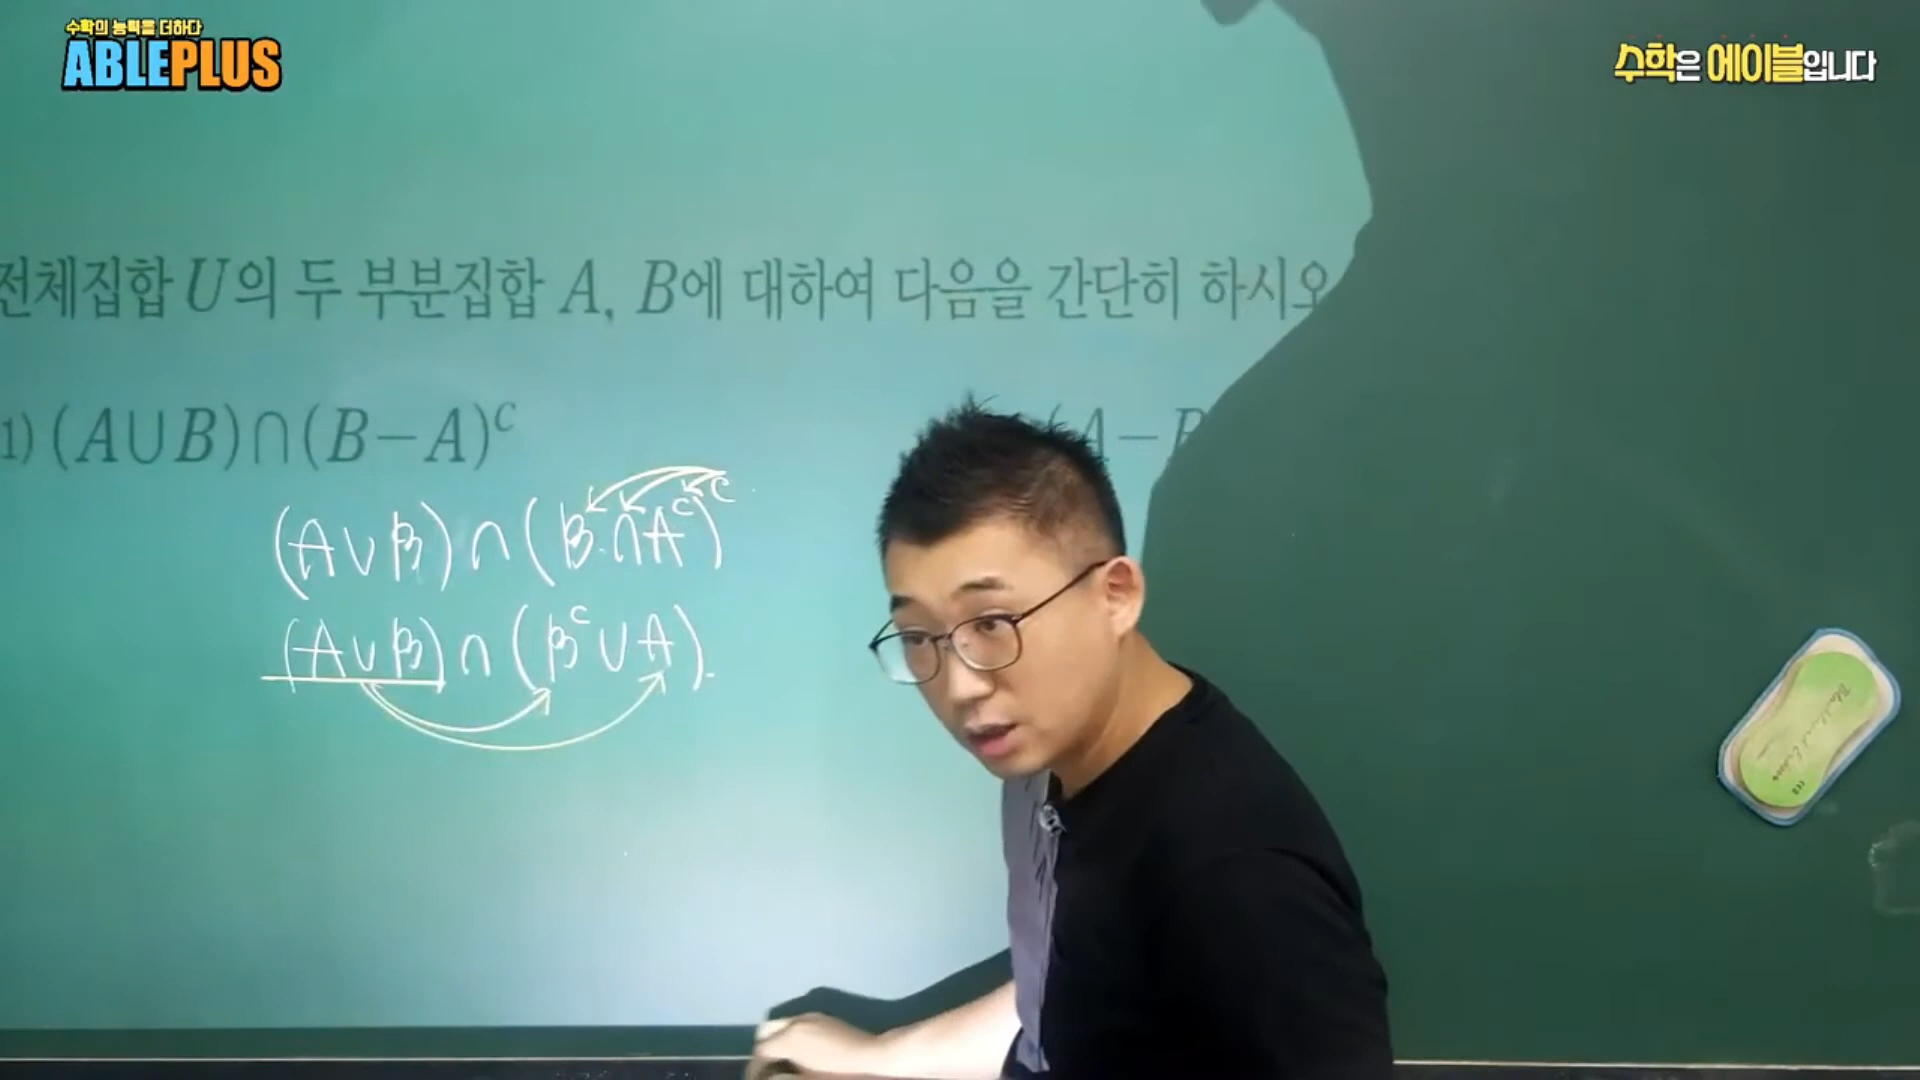 수학의 능력을 더하다
ABLEPLUS
수학은 에이블입니다
전체집합 U의 두 부분집합 A, B에 대하여 다음을 간단히 하시오
1) (A∪B)∩(B−A)ᶜ
(A−B
(A∪B)∩(B∩Aᶜ)ᶜ
(A∪B)∩(Bᶜ∪A).